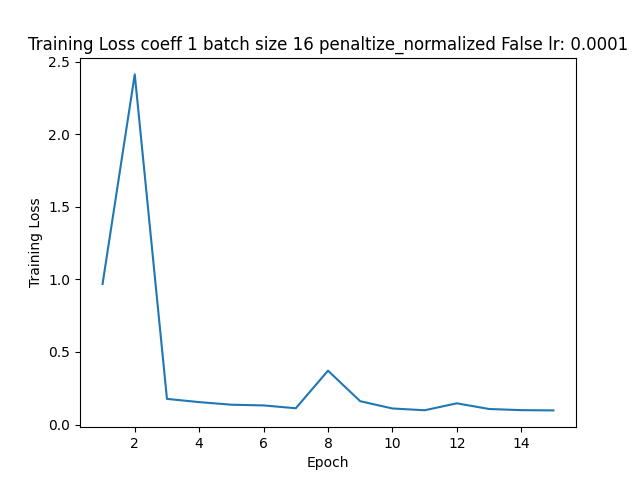 Training Loss coeff 1 batch size 16 penaltize_normalized False lr: 0.0001
2.5
2.0
1.5
1.0
0.5
0.0
Training Loss
2 4 6 8 10 12 14
Epoch